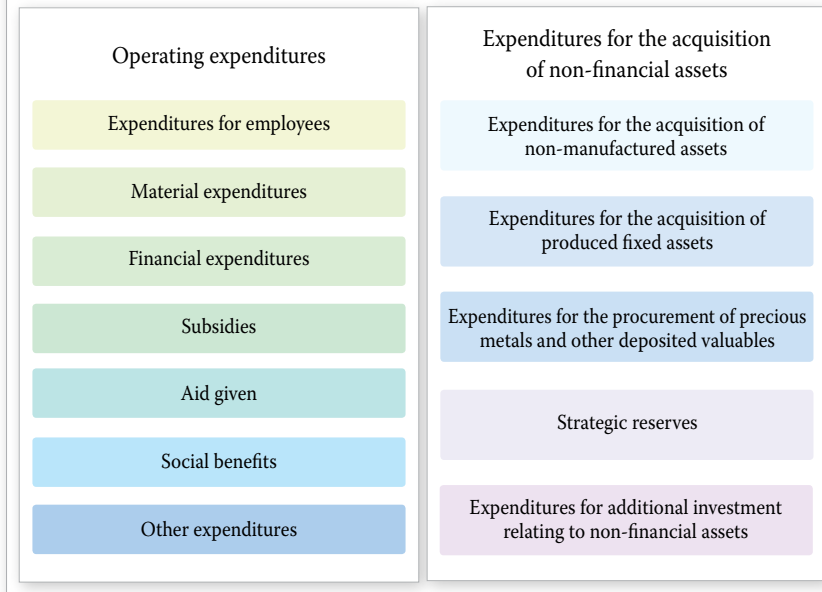 Operating expenditures
Expenditures for employees
Material expenditures
Financial expenditures
Subsidies
Aid given
Social benefits
Other expenditures
Expenditures for the acquisition
of non-financial assets
Expenditures for the acquisition of
non-manufactured assets
Expenditures for the acquisition of
produced fixed assets
Expenditures for the procurement of precious
metals and other deposited valuables
Strategic reserves
Expenditures for additional investment
relating to non-financial assets